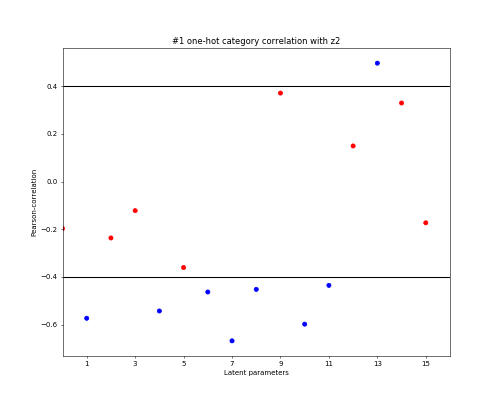 #1 one-hot category correlation with z2
Pearson-correlation
0.4
0.2
0.0
−0.2
−0.4
−0.6
1 3 5 7 9 11 13 15
Latent parameters